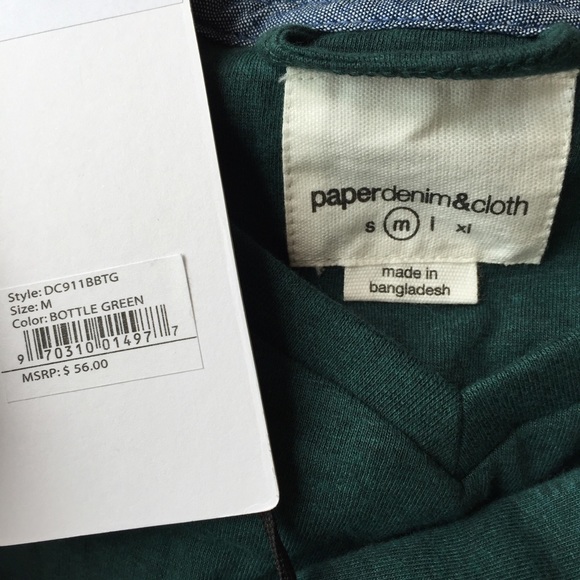 Style: DC911BBTG
Size: M
Color: BOTTLE GREEN
9 70310 01497 7
MSRP: $ 56.00
paperdenim&cloth
s m l xl
made in
bangladesh